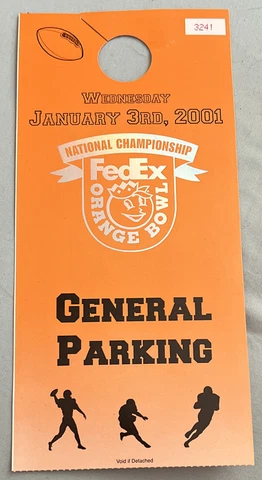 3241
Wednesday
January 3rd, 2001
NATIONAL CHAMPIONSHIP
FedEx
ORANGE BOWL
General
Parking
Void if Detached